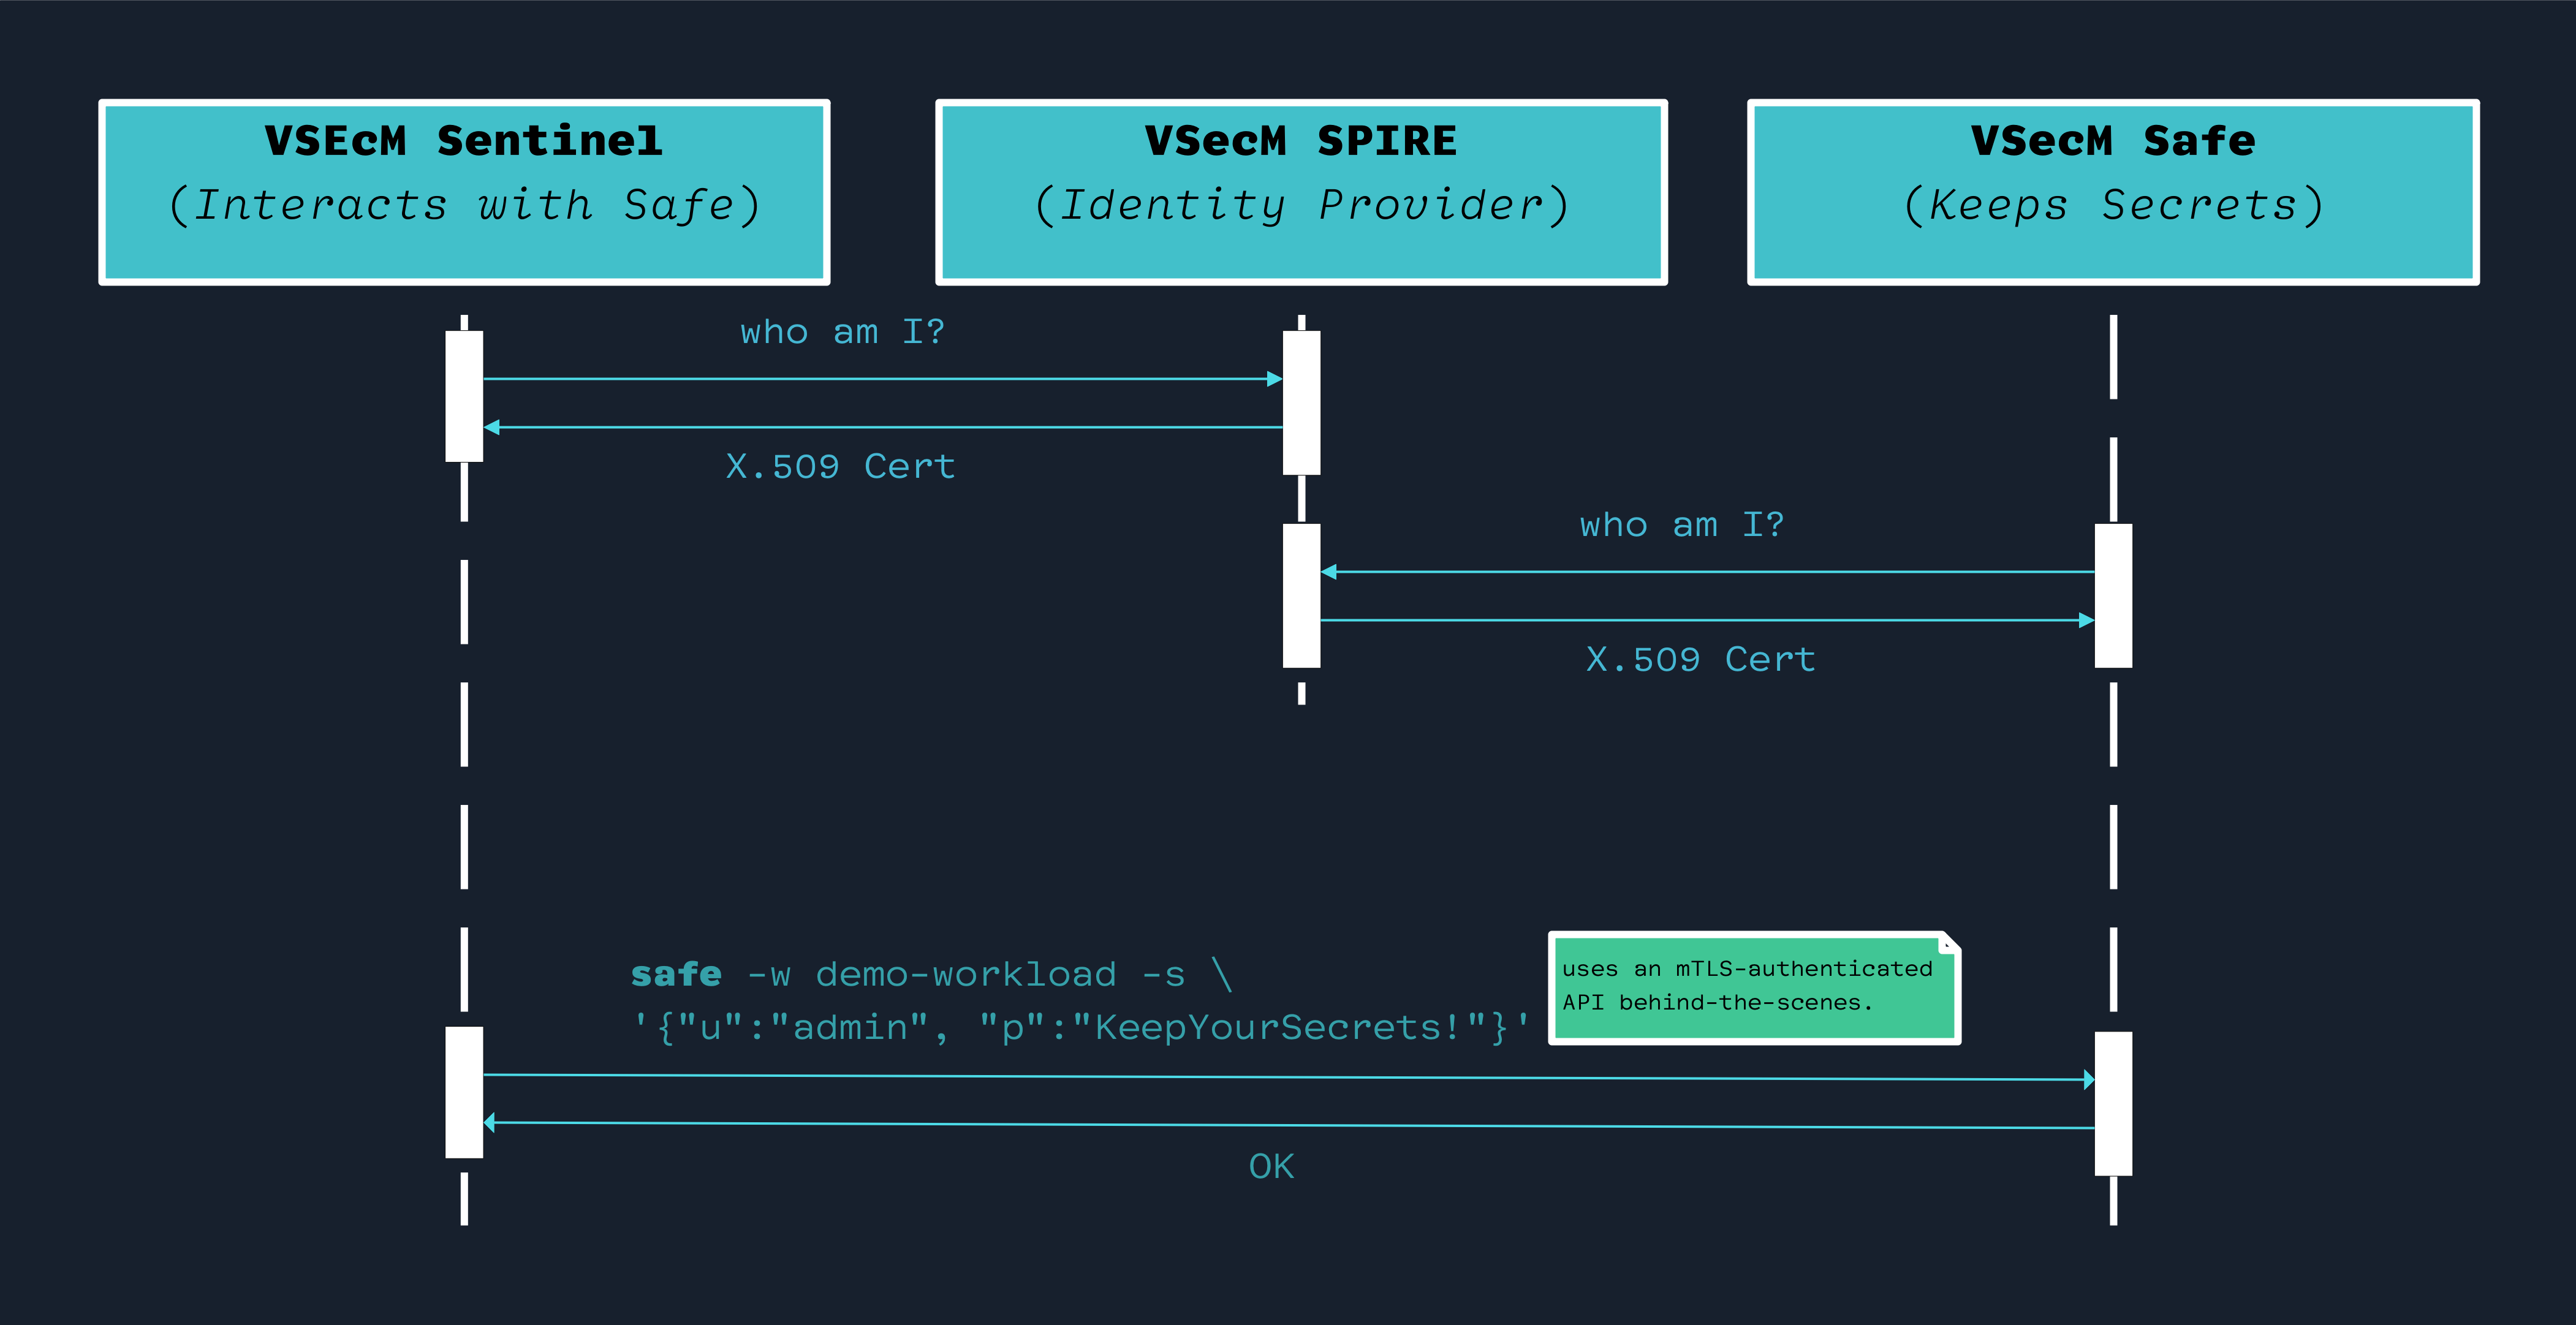 VSEcM Sentinel
(Interacts with Safe)
VSecM SPIRE
(Identity Provider)
VSecM Safe
(Keeps Secrets)
who am I?
X.509 Cert
who am I?
X.509 Cert
safe -w demo-workload -s \
'{"u":"admin", "p":"KeepYourSecrets!"}'
uses an mTLS-authenticated
API behind-the-scenes.
OK